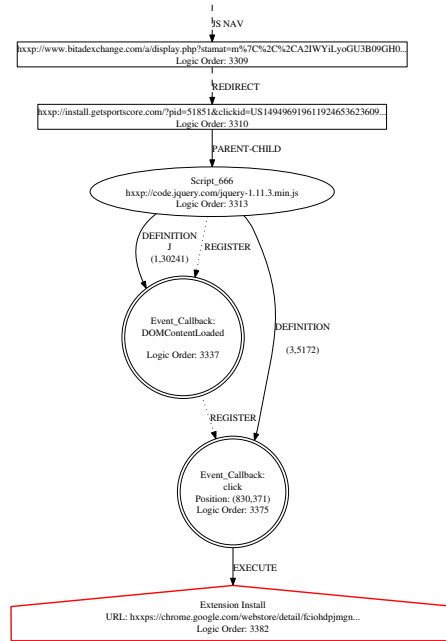 JS NAV
hxxp://www.bitadexchange.com/a/display.php?stamat=m%7C%2C%2CA2IWYiLyoGU3B09GH0...
Logic Order: 3309
REDIRECT
hxxp://install.getsportscore.com/?pid=51851&clickid=US149496919611924653623609...
Logic Order: 3310
PARENT-CHILD
Script_666
hxxp://code.jquery.com/jquery-1.11.3.min.js
Logic Order: 3313
DEFINITION
J
(1,30241)
REGISTER
Event_Callback:
DOMContentLoaded
Logic Order: 3337
DEFINITION
(3,5172)
REGISTER
Event_Callback:
click
Position: (830,371)
Logic Order: 3375
EXECUTE
Extension Install
URL: hxxps://chrome.google.com/webstore/detail/fciohdpjmgn...
Logic Order: 3382